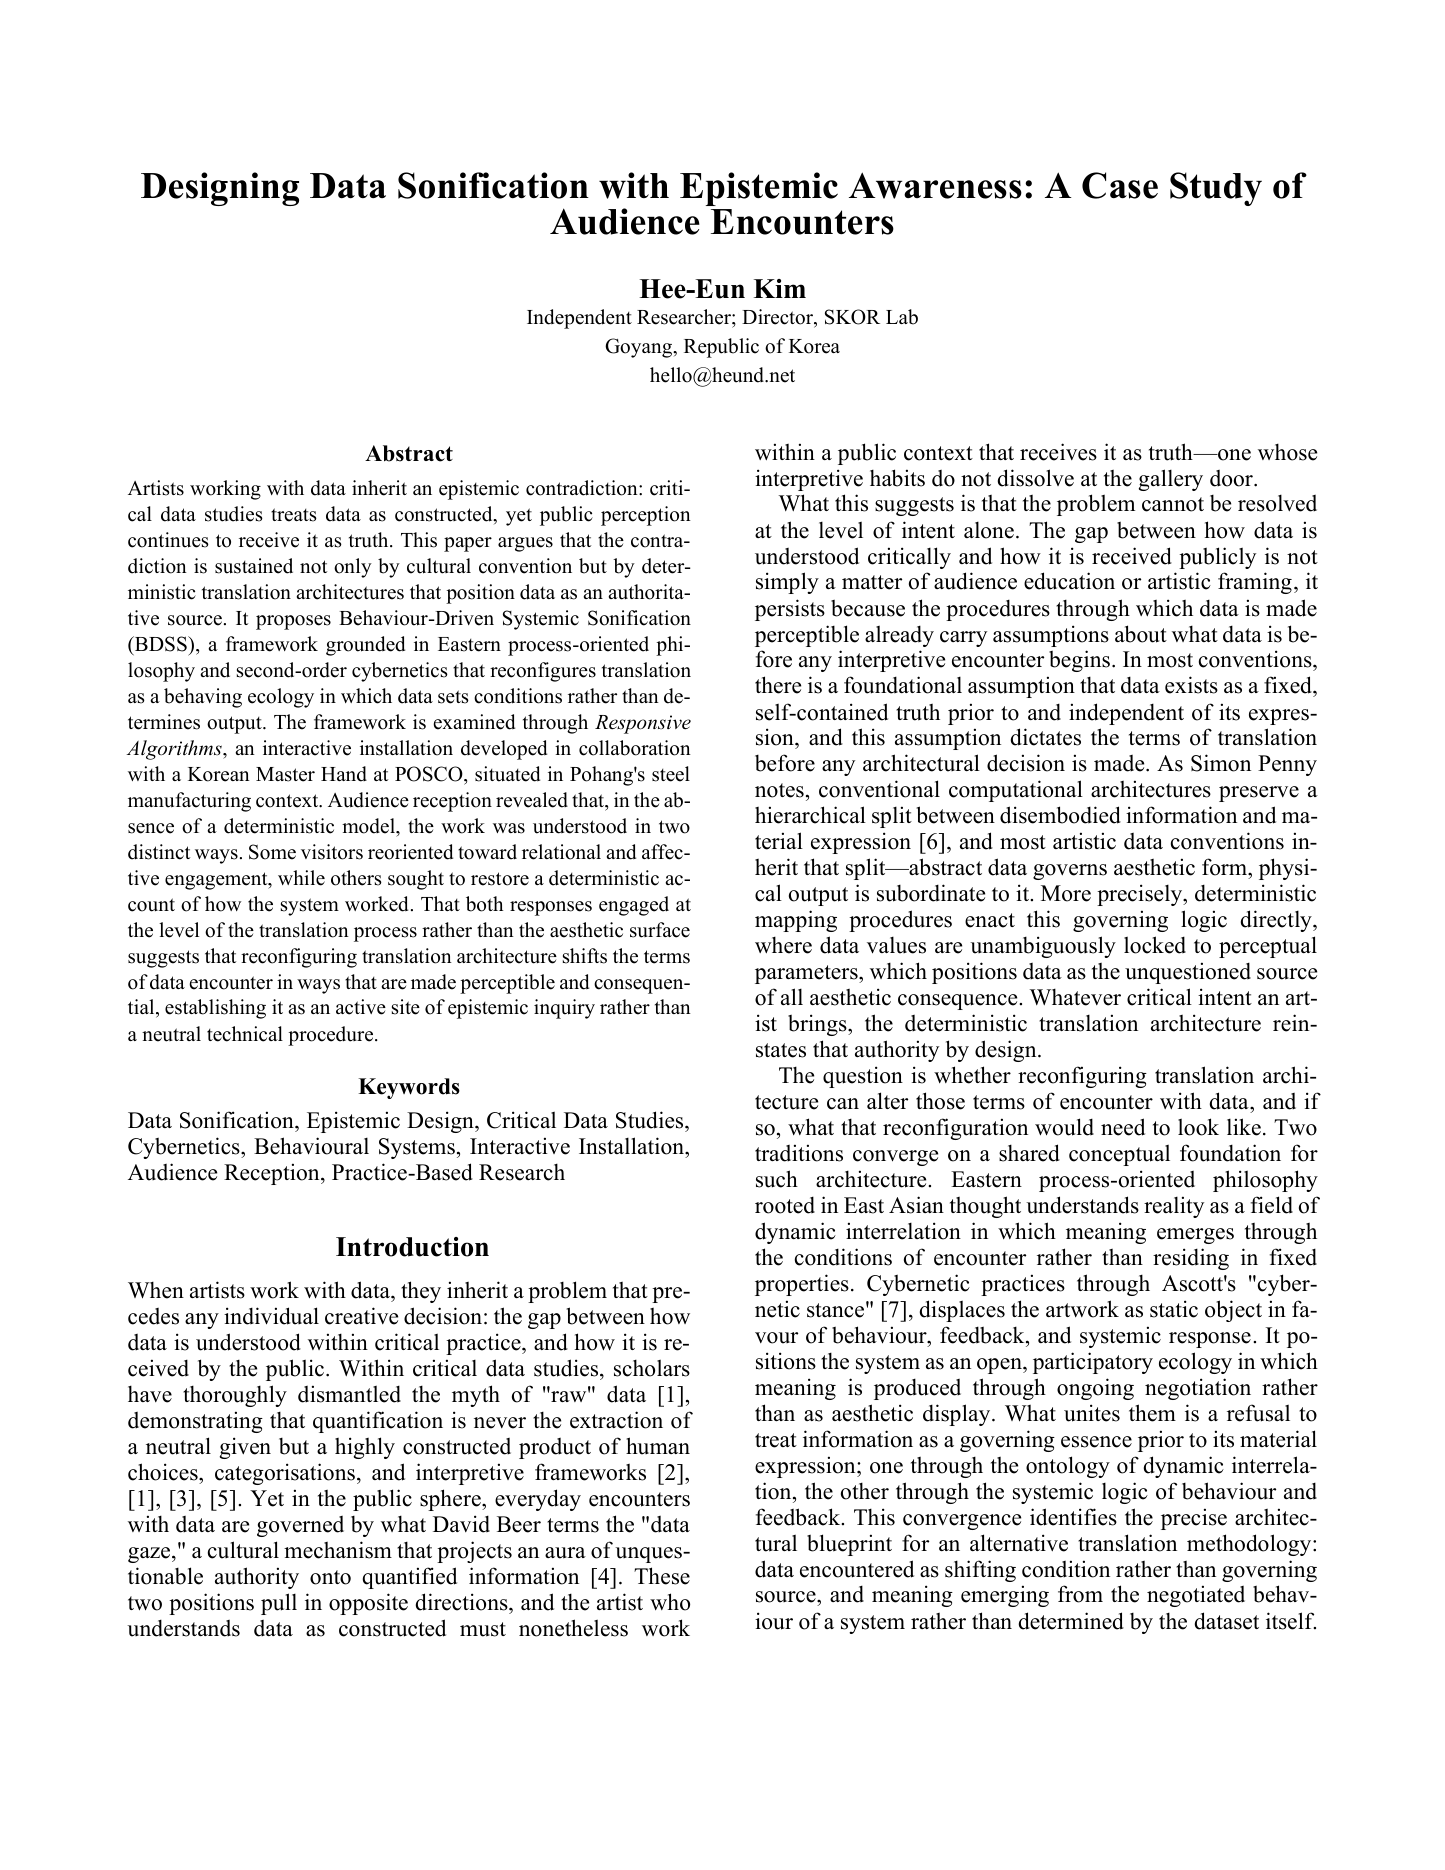 Designing Data Sonification with Epistemic Awareness: A Case Study of
Audience Encounters
Hee-Eun Kim
Independent Researcher; Director, SKOR Lab
Goyang, Republic of Korea
hello@heund.net
Abstract
Artists working with data inherit an epistemic contradiction: criti-
cal data studies treats data as constructed, yet public perception
continues to receive it as truth. This paper argues that the contra-
diction is sustained not only by cultural convention but by deter-
ministic translation architectures that position data as an authorita-
tive source. It proposes Behaviour-Driven Systemic Sonification
(BDSS), a framework grounded in Eastern process-oriented phi-
losophy and second-order cybernetics that reconfigures translation
as a behaving ecology in which data sets conditions rather than de-
termines output. The framework is examined through Responsive
Algorithms, an interactive installation developed in collaboration
with a Korean Master Hand at POSCO, situated in Pohang's steel
manufacturing context. Audience reception revealed that, in the ab-
sence of a deterministic model, the work was understood in two
distinct ways. Some visitors reoriented toward relational and affec-
tive engagement, while others sought to restore a deterministic ac-
count of how the system worked. That both responses engaged at
the level of the translation process rather than the aesthetic surface
suggests that reconfiguring translation architecture shifts the terms
of data encounter in ways that are made perceptible and consequen-
tial, establishing it as an active site of epistemic inquiry rather than
a neutral technical procedure.
Keywords
Data Sonification, Epistemic Design, Critical Data Studies,
Cybernetics, Behavioural Systems, Interactive Installation,
Audience Reception, Practice-Based Research
Introduction
When artists work with data, they inherit a problem that pre-
cedes any individual creative decision: the gap between how
data is understood within critical practice, and how it is re-
ceived by the public. Within critical data studies, scholars
have thoroughly dismantled the myth of "raw" data [1],
demonstrating that quantification is never the extraction of
a neutral given but a highly constructed product of human
choices, categorisations, and interpretive frameworks [2],
[1], [3], [5]. Yet in the public sphere, everyday encounters
with data are governed by what David Beer terms the "data
gaze," a cultural mechanism that projects an aura of unques-
tionable authority onto quantified information [4]. These
two positions pull in opposite directions, and the artist who
understands data as constructed must nonetheless work
within a public context that receives it as truth—one whose
interpretive habits do not dissolve at the gallery door.
What this suggests is that the problem cannot be resolved
at the level of intent alone. The gap between how data is
understood critically and how it is received publicly is not
simply a matter of audience education or artistic framing, it
persists because the procedures through which data is made
perceptible already carry assumptions about what data is be-
fore any interpretive encounter begins. In most conventions,
there is a foundational assumption that data exists as a fixed,
self-contained truth prior to and independent of its expres-
sion, and this assumption dictates the terms of translation
before any architectural decision is made. As Simon Penny
notes, conventional computational architectures preserve a
hierarchical split between disembodied information and ma-
terial expression [6], and most artistic data conventions in-
herit that split—abstract data governs aesthetic form, physi-
cal output is subordinate to it. More precisely, deterministic
mapping procedures enact this governing logic directly,
where data values are unambiguously locked to perceptual
parameters, which positions data as the unquestioned source
of all aesthetic consequence. Whatever critical intent an art-
ist brings, the deterministic translation architecture rein-
states that authority by design.
The question is whether reconfiguring translation archi-
tecture can alter those terms of encounter with data, and if
so, what that reconfiguration would need to look like. Two
traditions converge on a shared conceptual foundation for
such architecture. Eastern process-oriented philosophy
rooted in East Asian thought understands reality as a field of
dynamic interrelation in which meaning emerges through
the conditions of encounter rather than residing in fixed
properties. Cybernetic practices through Ascott's "cyber-
netic stance" [7], displaces the artwork as static object in fa-
vour of behaviour, feedback, and systemic response. It po-
sitions the system as an open, participatory ecology in which
meaning is produced through ongoing negotiation rather
than as aesthetic display. What unites them is a refusal to
treat information as a governing essence prior to its material
expression; one through the ontology of dynamic interrela-
tion, the other through the systemic logic of behaviour and
feedback. This convergence identifies the precise architec-
tural blueprint for an alternative translation methodology:
data encountered as shifting condition rather than governing
source, and meaning emerging from the negotiated behav-
iour of a system rather than determined by the dataset itself.